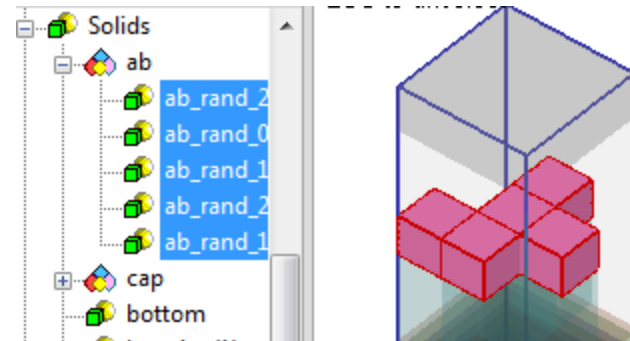 Solids
ab
ab_rand_2
ab_rand_0
ab_rand_1
ab_rand_2
ab_rand_1
cap
bottom